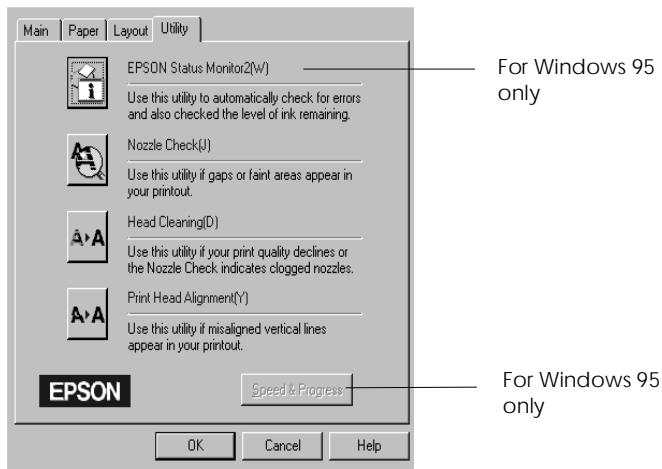 Main Paper Layout Utility
EPSON Status Monitor2(W)
For Windows 95
only
Use this utility to automatically check for errors
and also checked the level of ink remaining.
Nozzle Check(J)
Use this utility if gaps or faint areas appear in
your printout.
Head Cleaning(D)
Use this utility if your print quality declines or
the Nozzle Check indicates clogged nozzles.
Print Head Alignment(Y)
Use this utility if misaligned vertical lines
appear in your printout.
EPSON
Speed & Progress
For Windows 95
only
OK Cancel Help